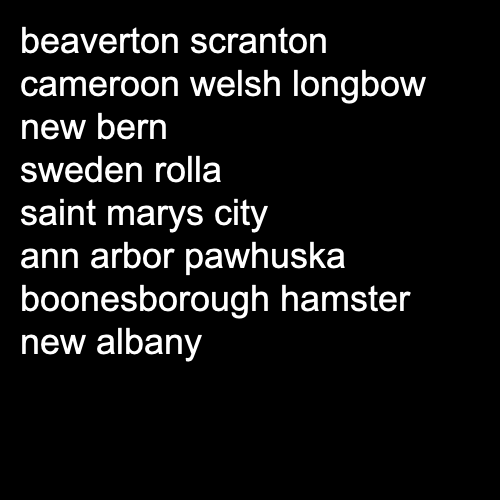 beaverton scranton
cameroon welsh longbow
new bern
sweden rolla
saint marys city
ann arbor pawhuska
boonesborough hamster
new albany